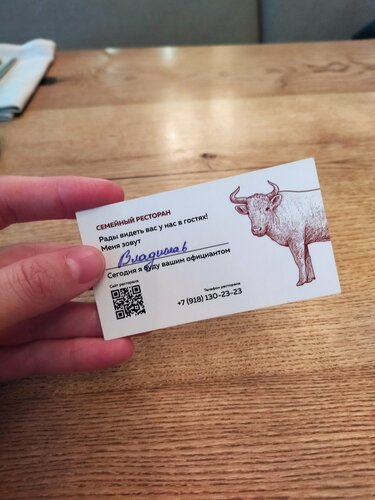 СЕМЕЙНЫЙ РЕСТОРАН
Рады видеть вас у нас в гостях!
Меня зовут
Владислав
Сегодня я буду вашим официантом
Сайт ресторана
Телефон ресторана
+7 (918) 130-23-23